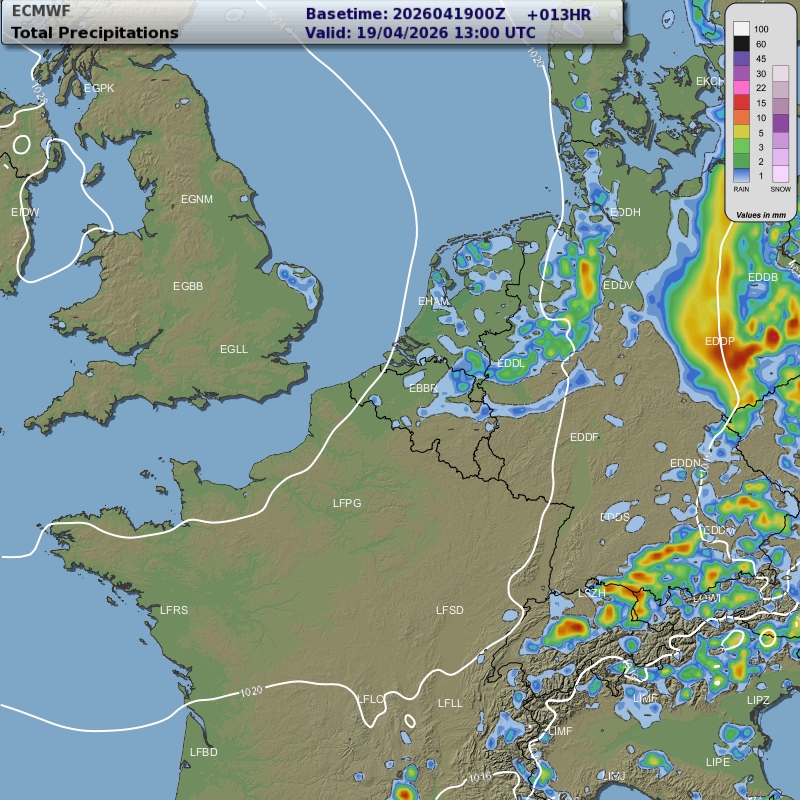 ECMWF
Basetime: 2026041900Z +013HR
Total Precipitations
Valid: 19/04/2026 13:00 UTC
100
60
45
30
22
15
10
5
3
2
1
RAIN
SNOW
Values in mm
1020
EGPK
EKCH
EGNM
EIDW
EDDH
EGBB
EDDV
EDDB
EHAM
EGLL
EDDP
EDDL
EBBR
EDDF
EDDN
LFPG
EDDS
LSZH
LOWI
LFRS
LFSD
1020
LFLC
LFLL
LIPZ
LIMF
LFBD
LIPE
LIMJ
1016